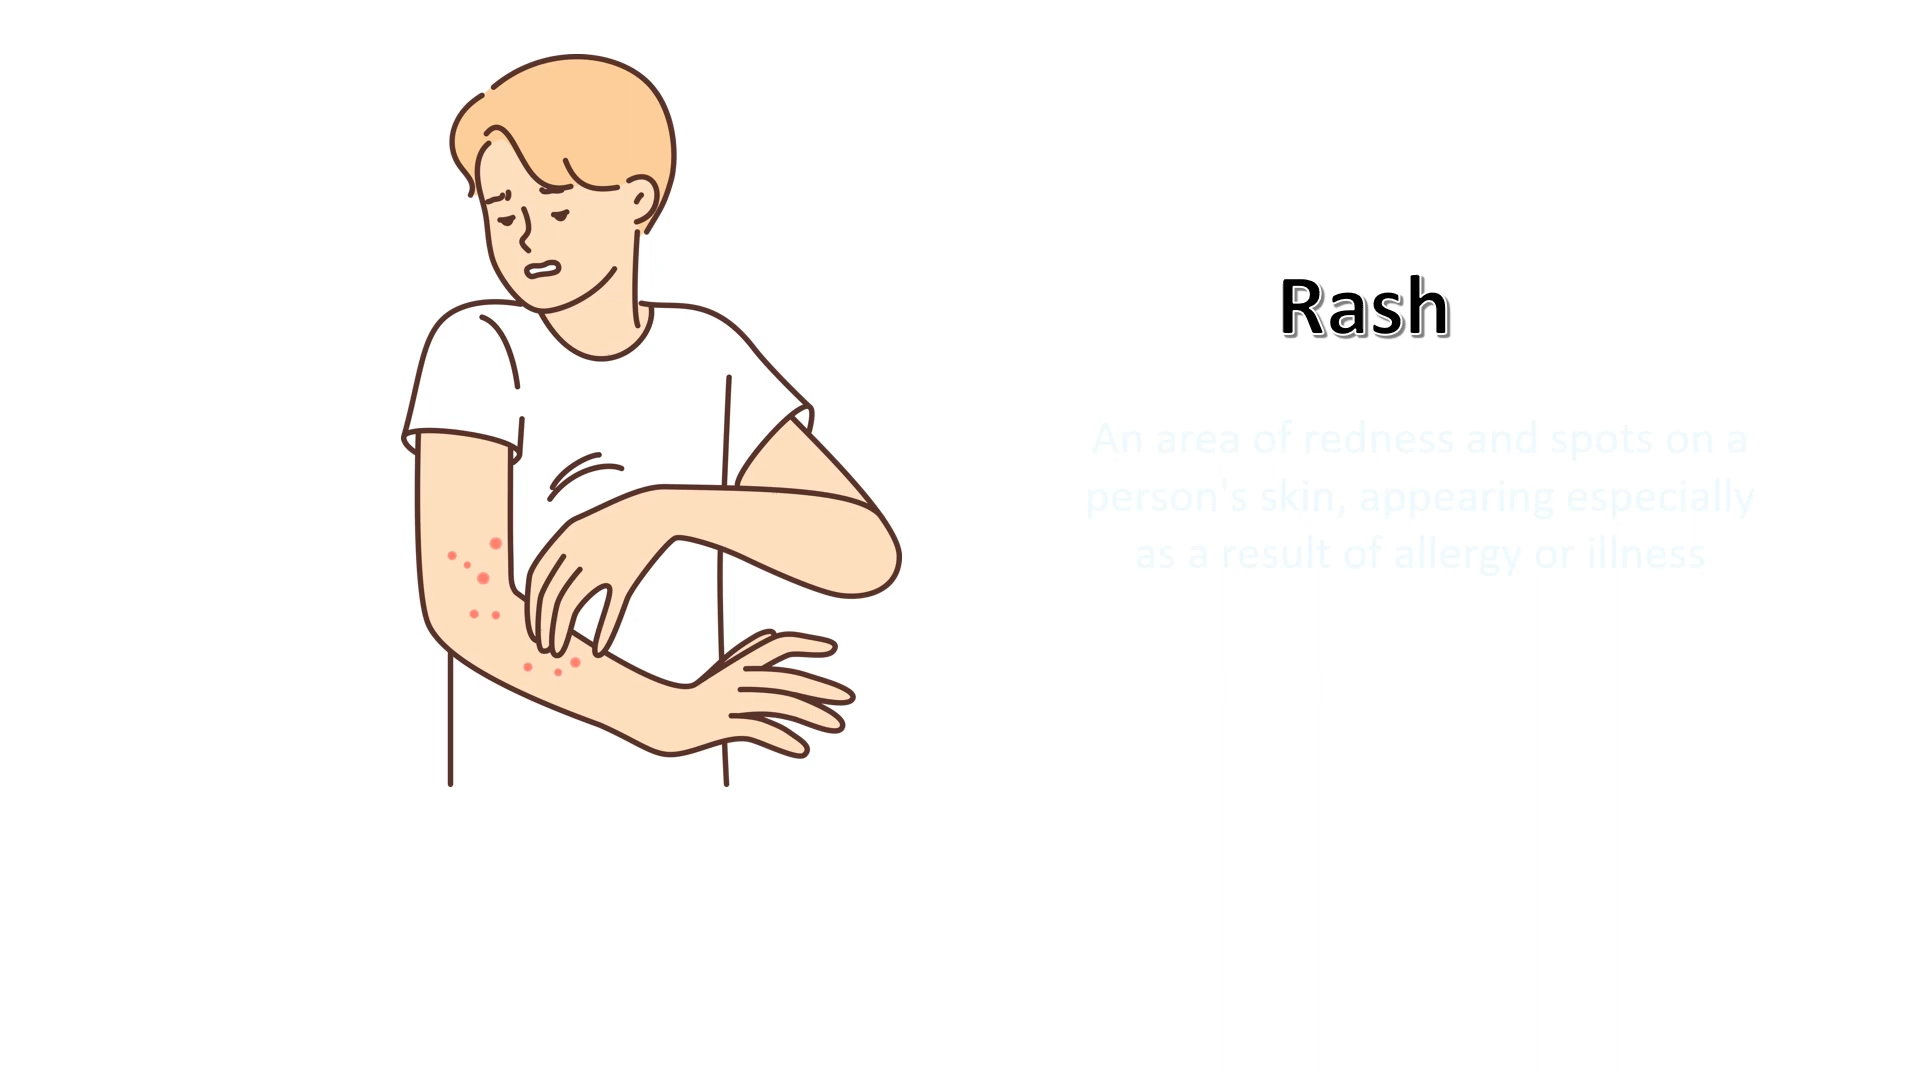 Rash
An area of redness and spots on a
person's skin, appearing especially
as a result of allergy or illness